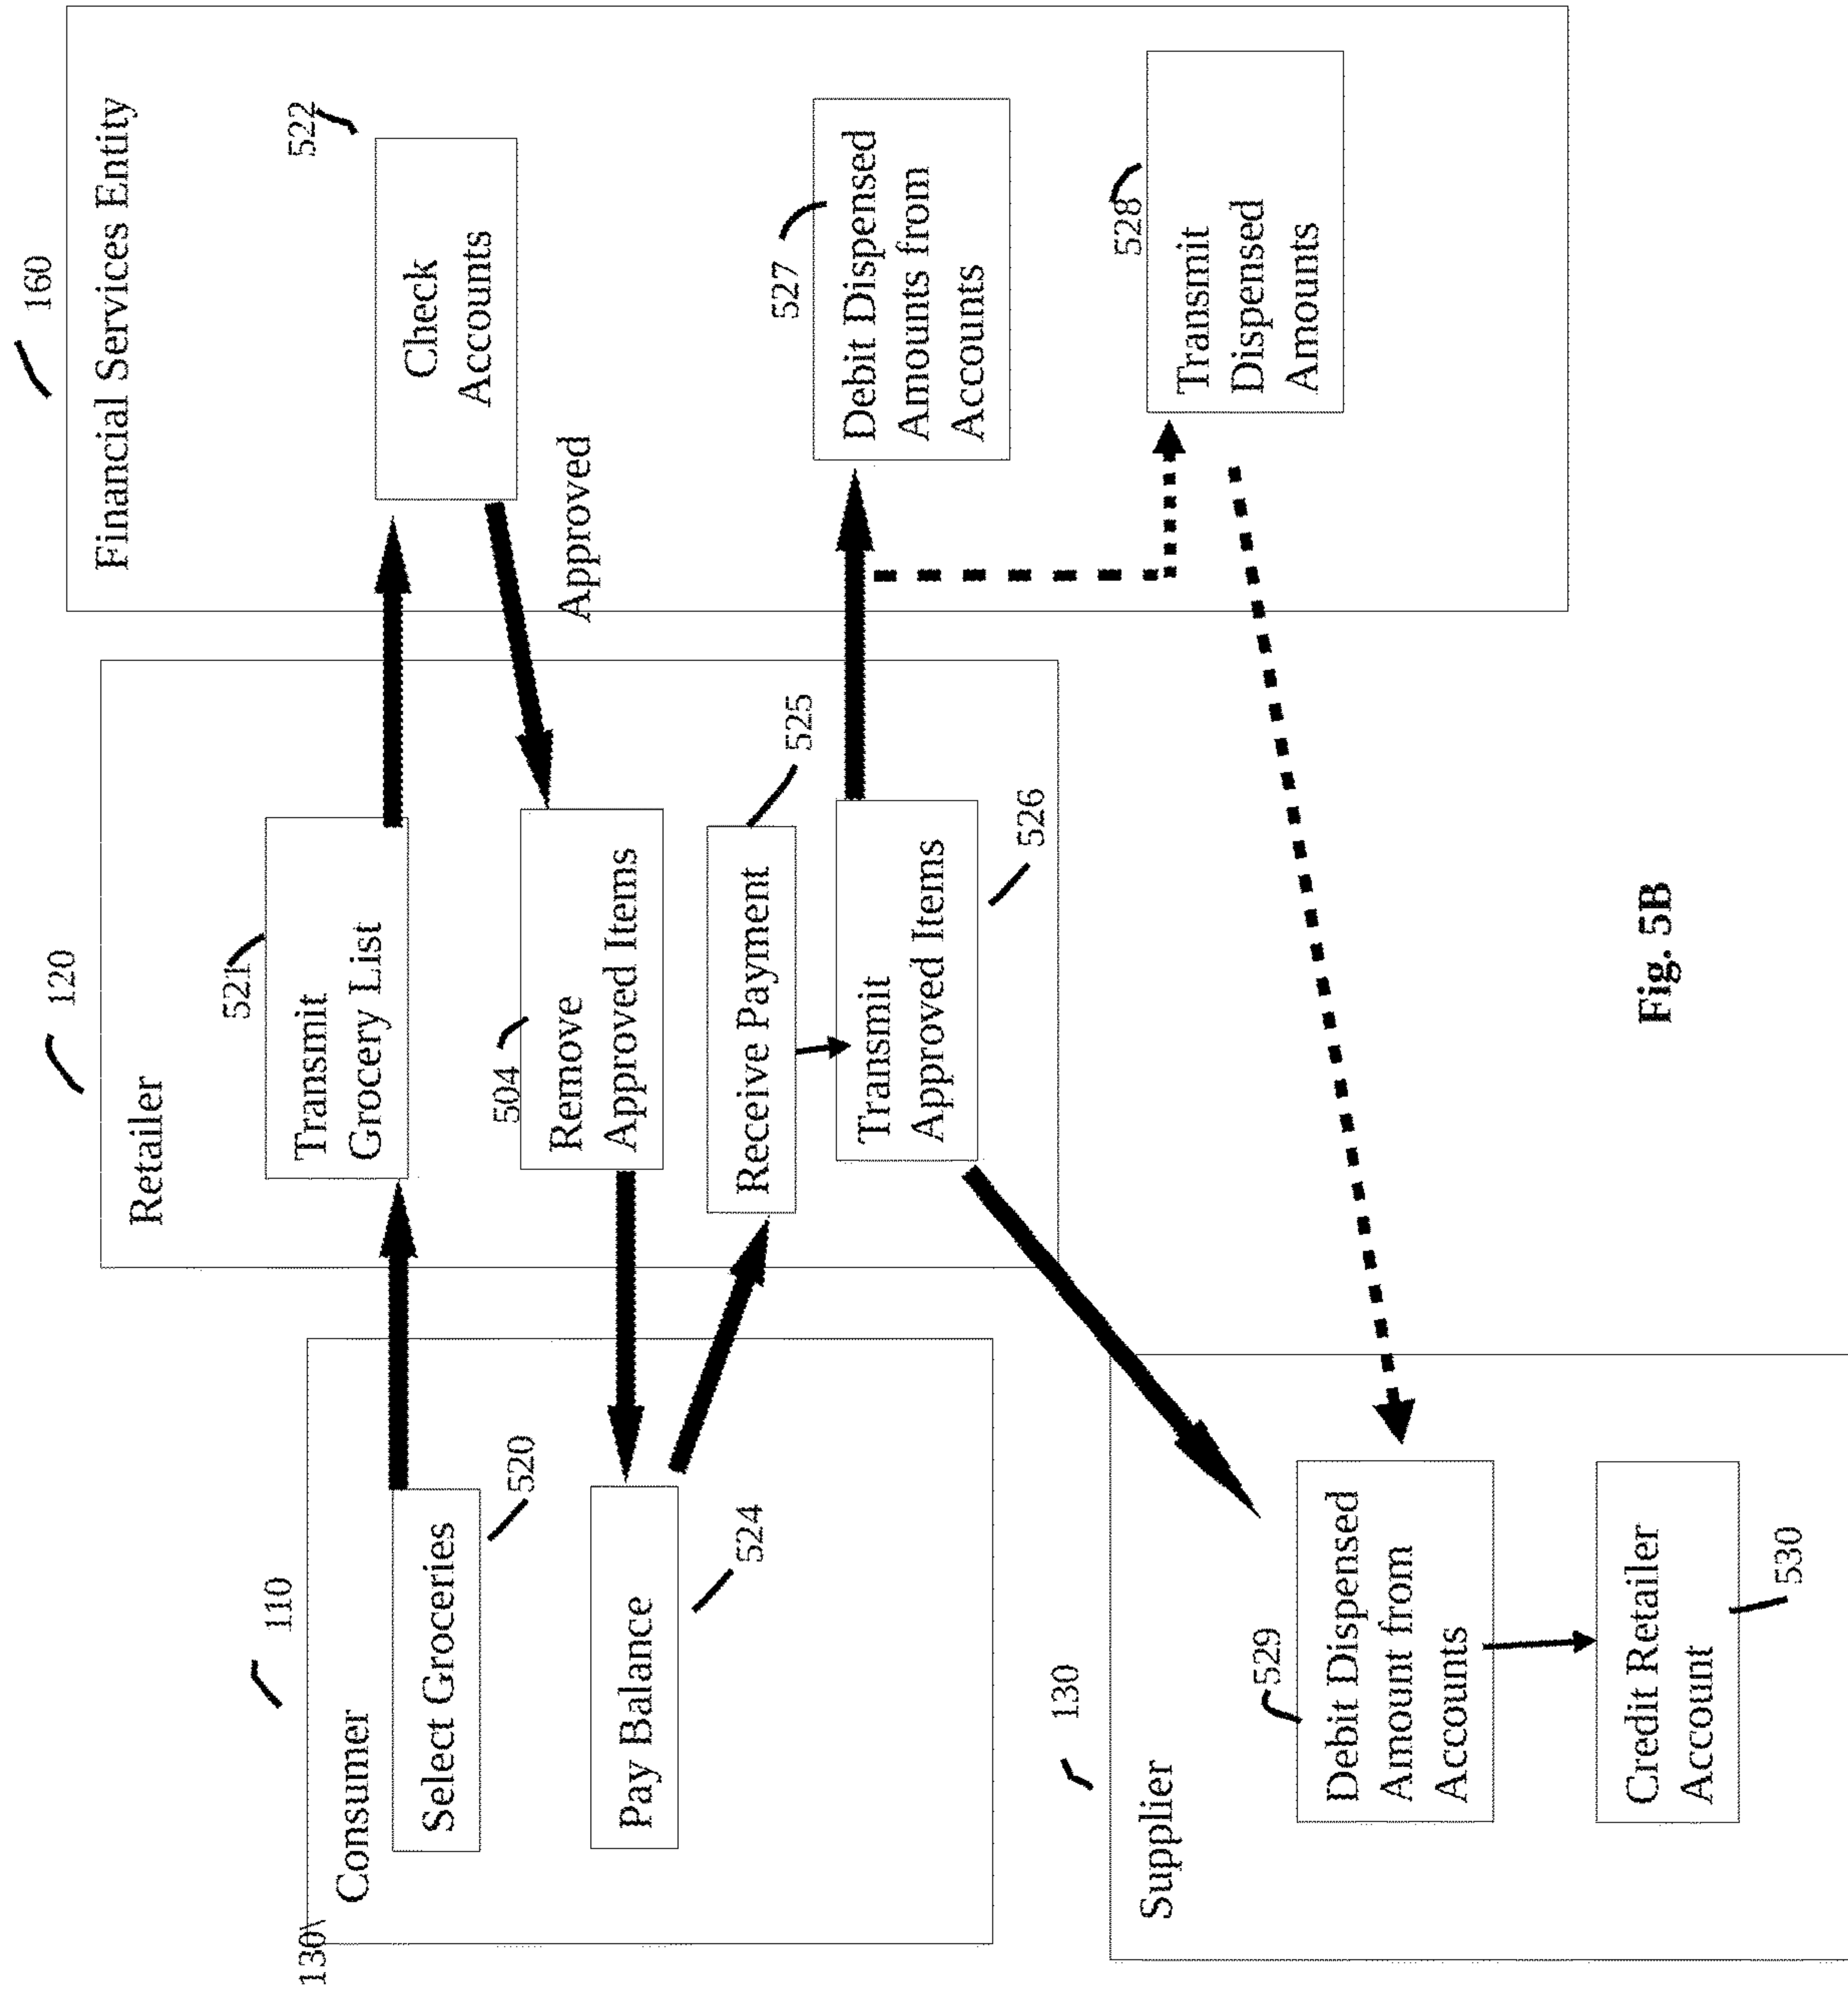 160
Financial Services Entity
522
Check
Accounts
Approved
527
Debit Dispensed
Amounts from
Accounts
528
Transmit
Dispensed
Amounts
120
Retailer
521
Transmit
Grocery List
504
Remove
Approved Items
525
Receive Payment
Transmit
Approved Items
526
110
130\
Consumer
Select Groceries
520
Pay Balance
524
130
Supplier
529
Debit Dispensed
Amount from
Accounts
Credit Retailer
Account
530
Fig. 5B